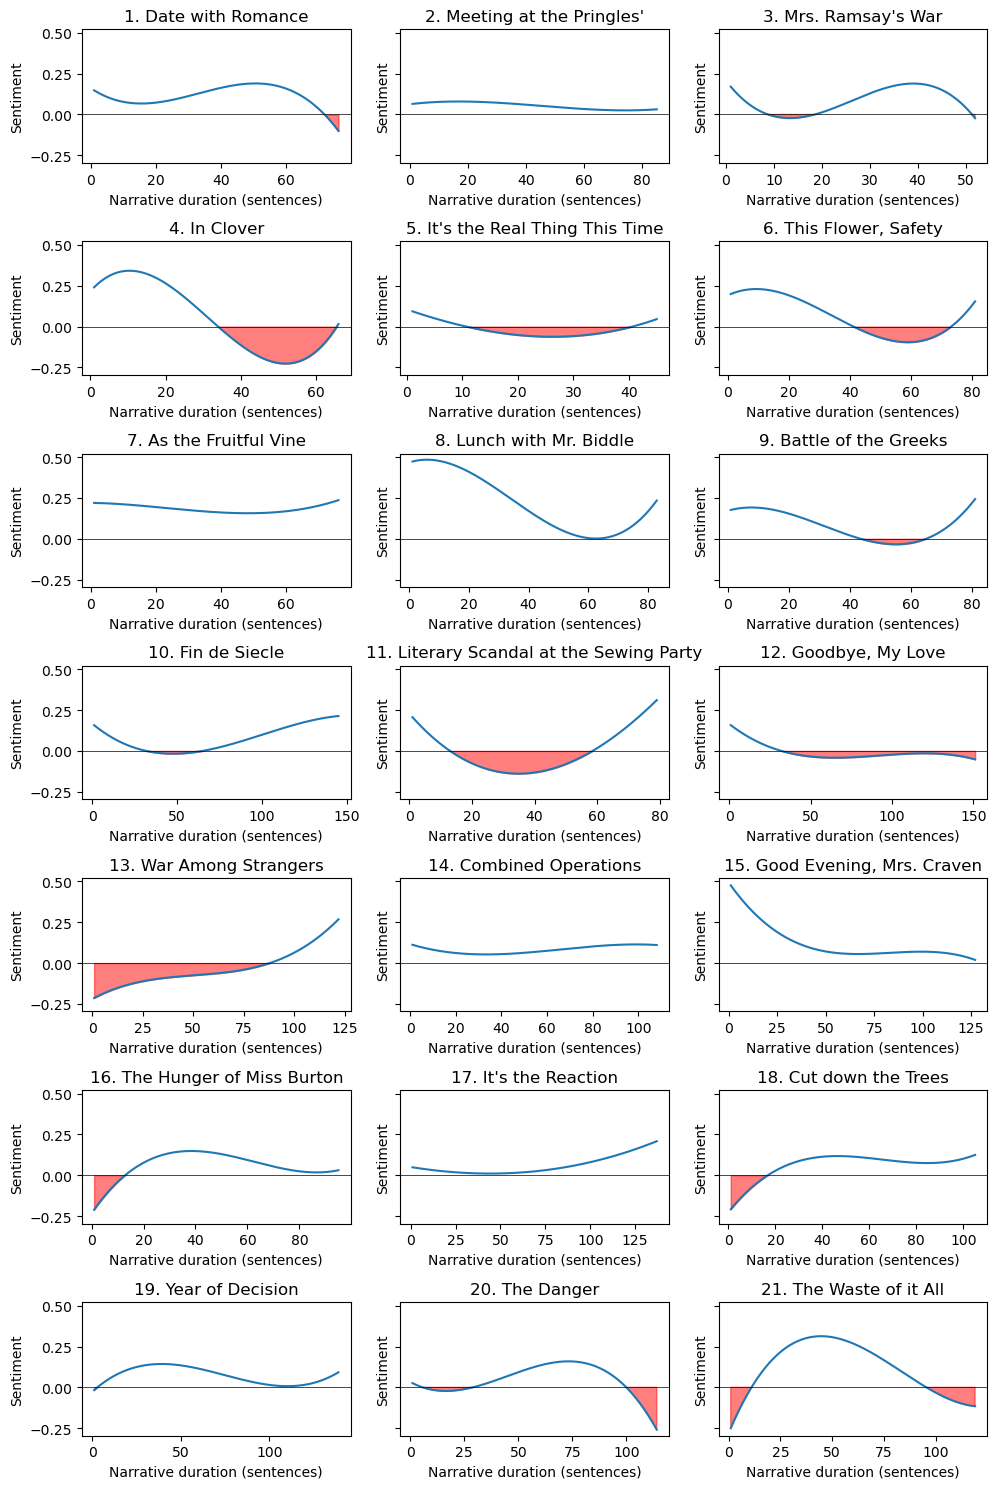 1. Date with Romance
2. Meeting at the Pringles'
3. Mrs. Ramsay's War
0.50
0.25
0.00
−0.25
Sentiment
Sentiment
Sentiment
0 20 40 60
0 20 40 60 80
0 10 20 30 40 50
Narrative duration (sentences)
Narrative duration (sentences)
Narrative duration (sentences)
4. In Clover
5. It's the Real Thing This Time
6. This Flower, Safety
0.50
0.25
0.00
−0.25
Sentiment
Sentiment
Sentiment
0 20 40 60
0 10 20 30 40
0 20 40 60 80
Narrative duration (sentences)
Narrative duration (sentences)
Narrative duration (sentences)
7. As the Fruitful Vine
8. Lunch with Mr. Biddle
9. Battle of the Greeks
0.50
0.25
0.00
−0.25
Sentiment
Sentiment
Sentiment
0 20 40 60
0 20 40 60 80
0 20 40 60 80
Narrative duration (sentences)
Narrative duration (sentences)
Narrative duration (sentences)
10. Fin de Siecle
11. Literary Scandal at the Sewing Party
12. Goodbye, My Love
0.50
0.25
0.00
−0.25
Sentiment
Sentiment
Sentiment
0 50 100 150
0 20 40 60 80
0 50 100 150
Narrative duration (sentences)
Narrative duration (sentences)
Narrative duration (sentences)
13. War Among Strangers
14. Combined Operations
15. Good Evening, Mrs. Craven
0.50
0.25
0.00
−0.25
Sentiment
Sentiment
Sentiment
0 25 50 75 100 125
0 20 40 60 80 100
0 25 50 75 100 125
Narrative duration (sentences)
Narrative duration (sentences)
Narrative duration (sentences)
16. The Hunger of Miss Burton
17. It's the Reaction
18. Cut down the Trees
0.50
0.25
0.00
−0.25
Sentiment
Sentiment
Sentiment
0 20 40 60 80
0 25 50 75 100 125
0 20 40 60 80 100
Narrative duration (sentences)
Narrative duration (sentences)
Narrative duration (sentences)
19. Year of Decision
20. The Danger
21. The Waste of it All
0.50
0.25
0.00
−0.25
Sentiment
Sentiment
Sentiment
0 50 100
0 25 50 75 100
0 25 50 75 100
Narrative duration (sentences)
Narrative duration (sentences)
Narrative duration (sentences)